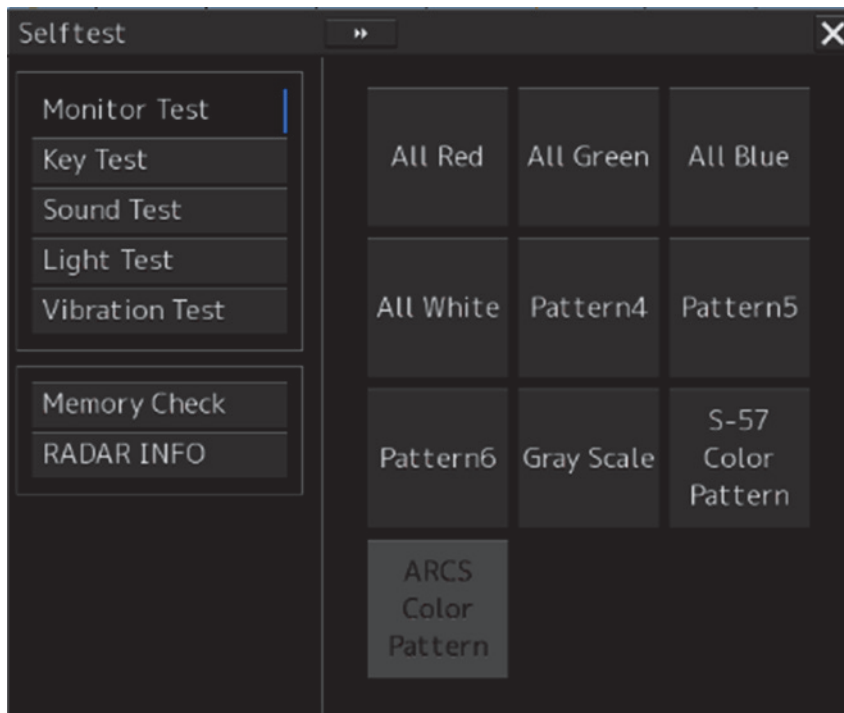 Selftest
Monitor Test
Key Test
Sound Test
Light Test
Vibration Test
Memory Check
RADAR INFO
All Red
All Green
All Blue
All White
Pattern4
Pattern5
Pattern6
Gray Scale
S-57
Color
Pattern
ARCS
Color
Pattern